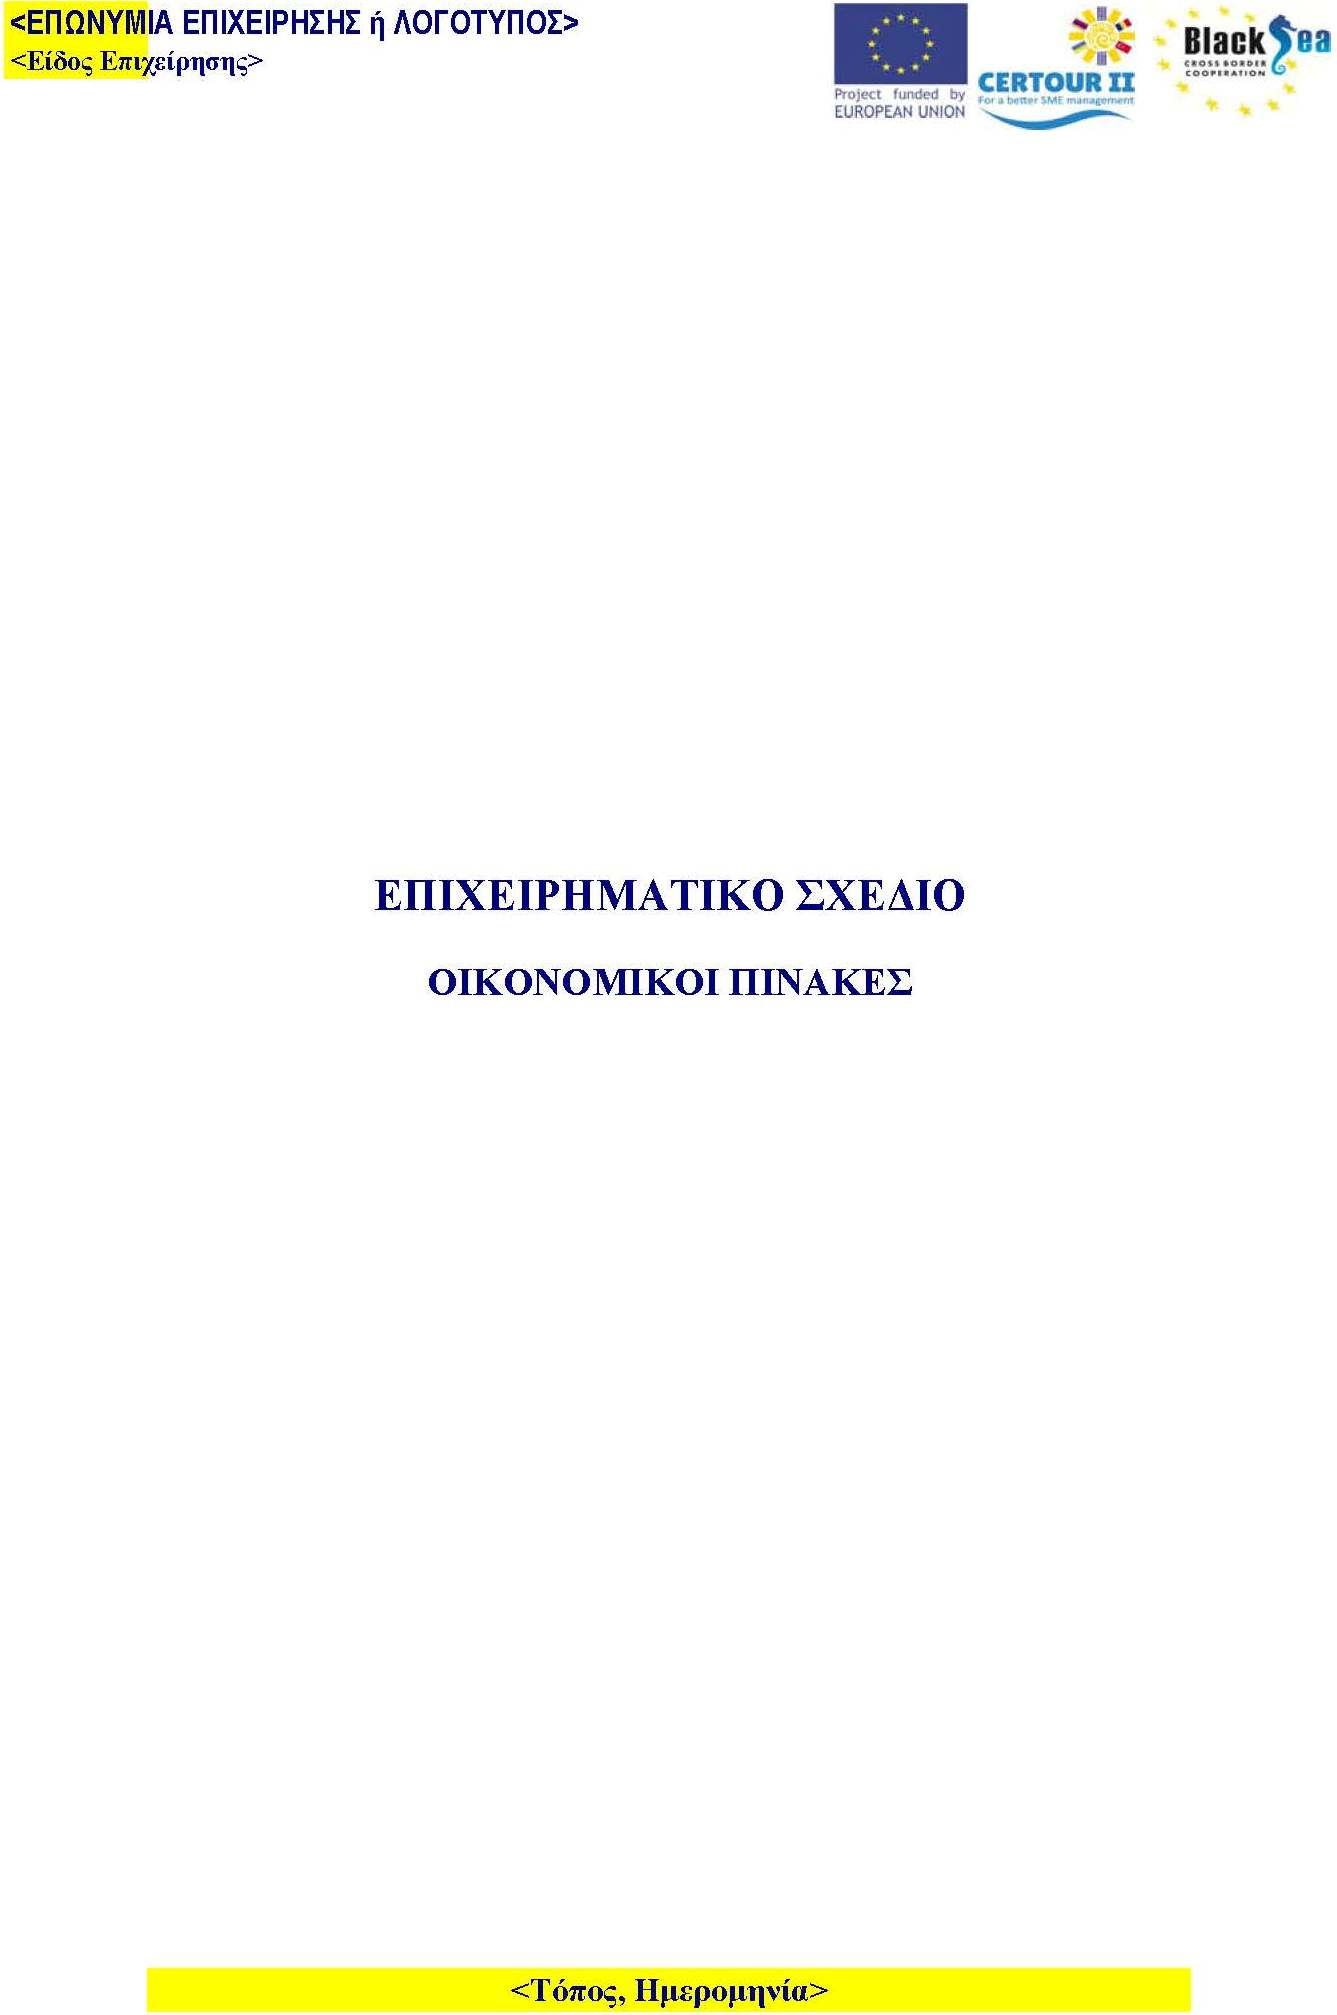 <ΕΠΩΝΥΜΙΑ ΕΠΙΧΕΙΡΗΣΗΣ ή ΛΟΓΟΤΥΠΟΣ>
<Είδος Επιχείρησης>
Project funded by
EUROPEAN UNION
CERTOUR II
For a better SME management
Black Sea
CROSS BORDER
COOPERATION
ΕΠΙΧΕΙΡΗΜΑΤΙΚΟ ΣΧΕΔΙΟ
ΟΙΚΟΝΟΜΙΚΟΙ ΠΙΝΑΚΕΣ
<Τόπος, Ημερομηνία>